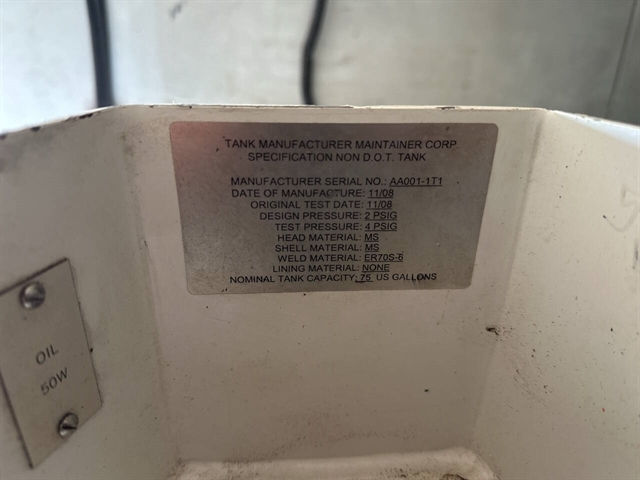 TANK MANUFACTURER MAINTAINER CORP
SPECIFICATION NON D.O.T. TANK
MANUFACTURER SERIAL NO.: AA001-1T1
DATE OF MANUFACTURE: 11/08
ORIGINAL TEST DATE: 11/08
DESIGN PRESSURE: 2 PSIG
TEST PRESSURE: 4 PSIG
HEAD MATERIAL: MS
SHELL MATERIAL: MS
WELD MATERIAL: ER70S-6
LINING MATERIAL: NONE
NOMINAL TANK CAPACITY: 75 US GALLONS
OIL
50W